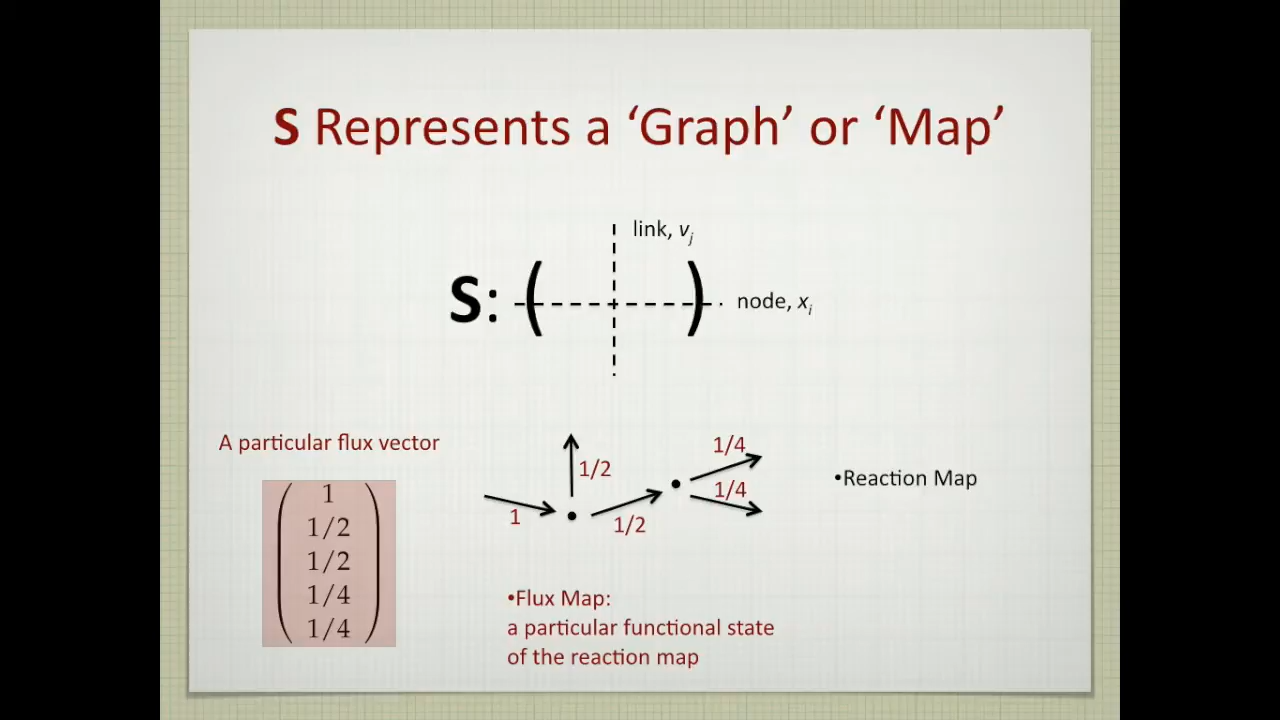 S Represents a ‘Graph’ or ‘Map’
link, vj
S: ( )
node, xi
A particular flux vector
1
1/2
1/2
1/4
1/4
1/2
1
1/2
1/4
1/4
•Reaction Map
•Flux Map:
a particular functional state
of the reaction map